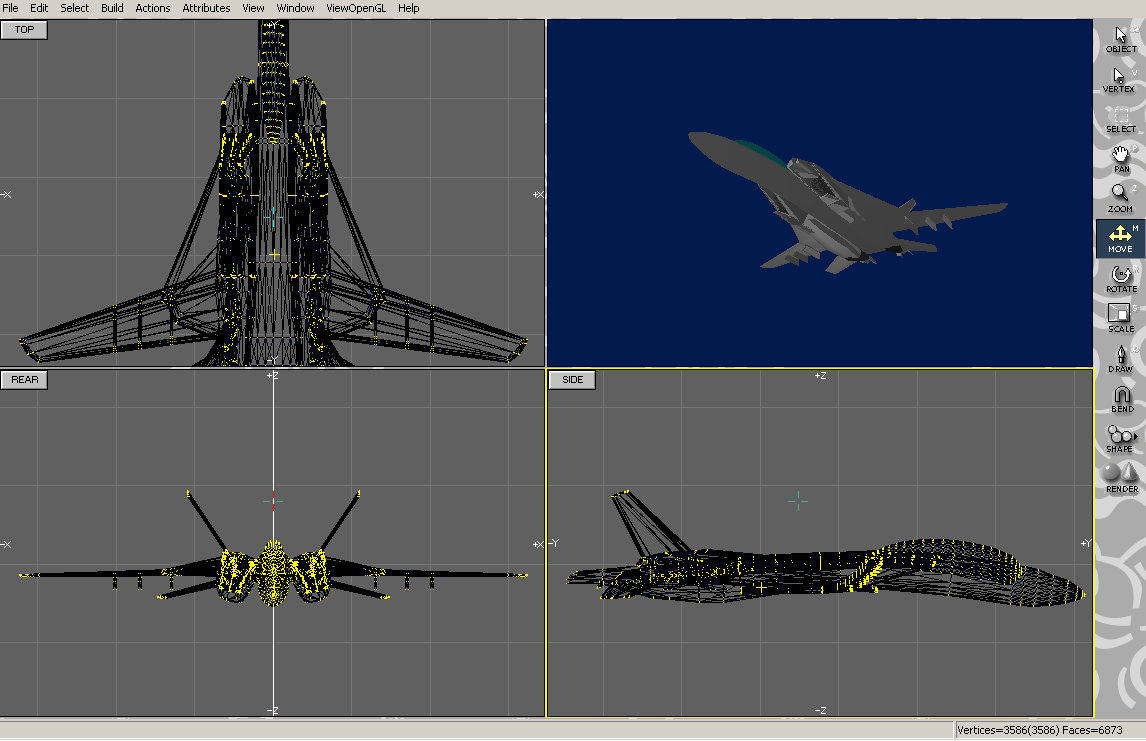 File Edit Select Build Actions Attributes View Window ViewOpenGL Help
TOP
-X
+X
-Y
OBJECT
VERTEX
SELECT
P
PAN
Z
ZOOM
M
MOVE
ROTATE
S
SCALE
DRAW
BEND
SHAPE
RENDER
REAR
+Z
-X
+X
-Z
SIDE
+Z
-Y
+Y
-Z
Vertices=3586(3586) Faces=6873